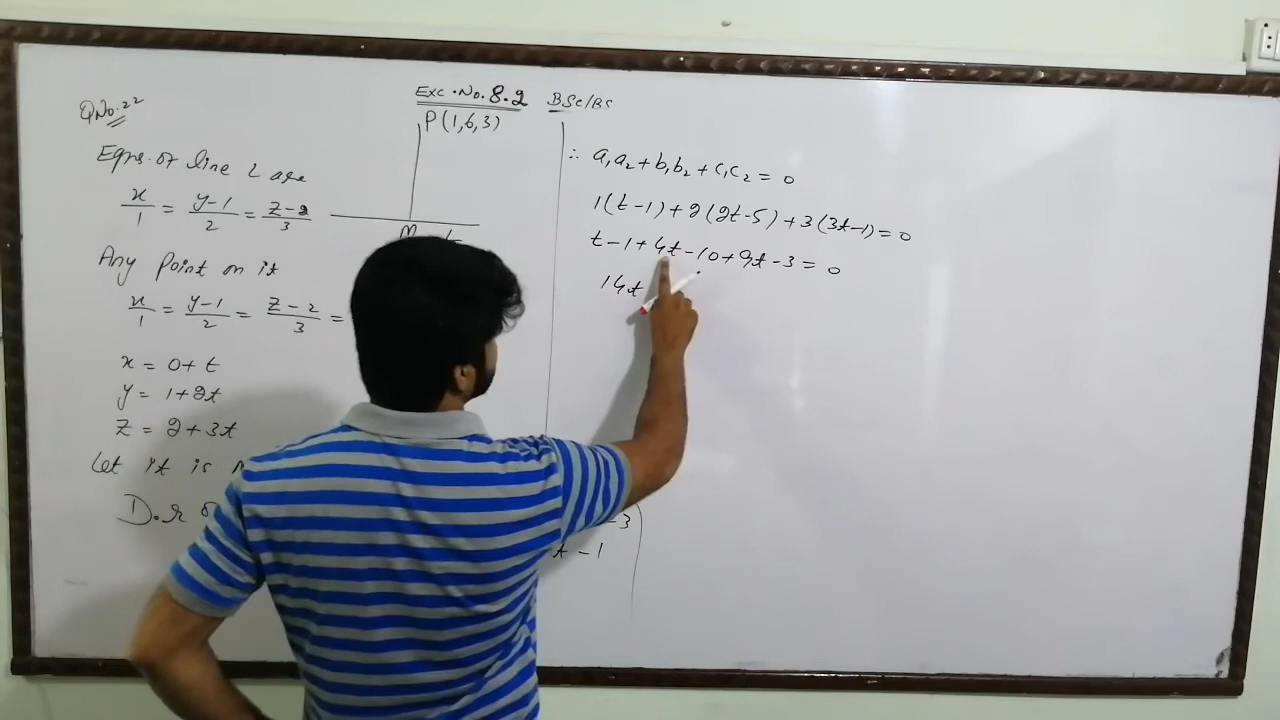 Exc. No. 8.2 BSc/BS
QNo. 22
P(1,6,3)
Eqns. of line L are
x/1 = y-1/2 = z-2/3
Any Point on it
x/1 = y-1/2 = z-2/3 =
x = 0+t
y = 1+2t
z = 2+3t
Let it is
D.r
∴ a₁a₂+b₁b₂+c₁c₂ = 0
1(t-1)+2(2t-5)+3(3t-1) = 0
t-1+4t-10+9t-3 = 0
14t
-3
t-1